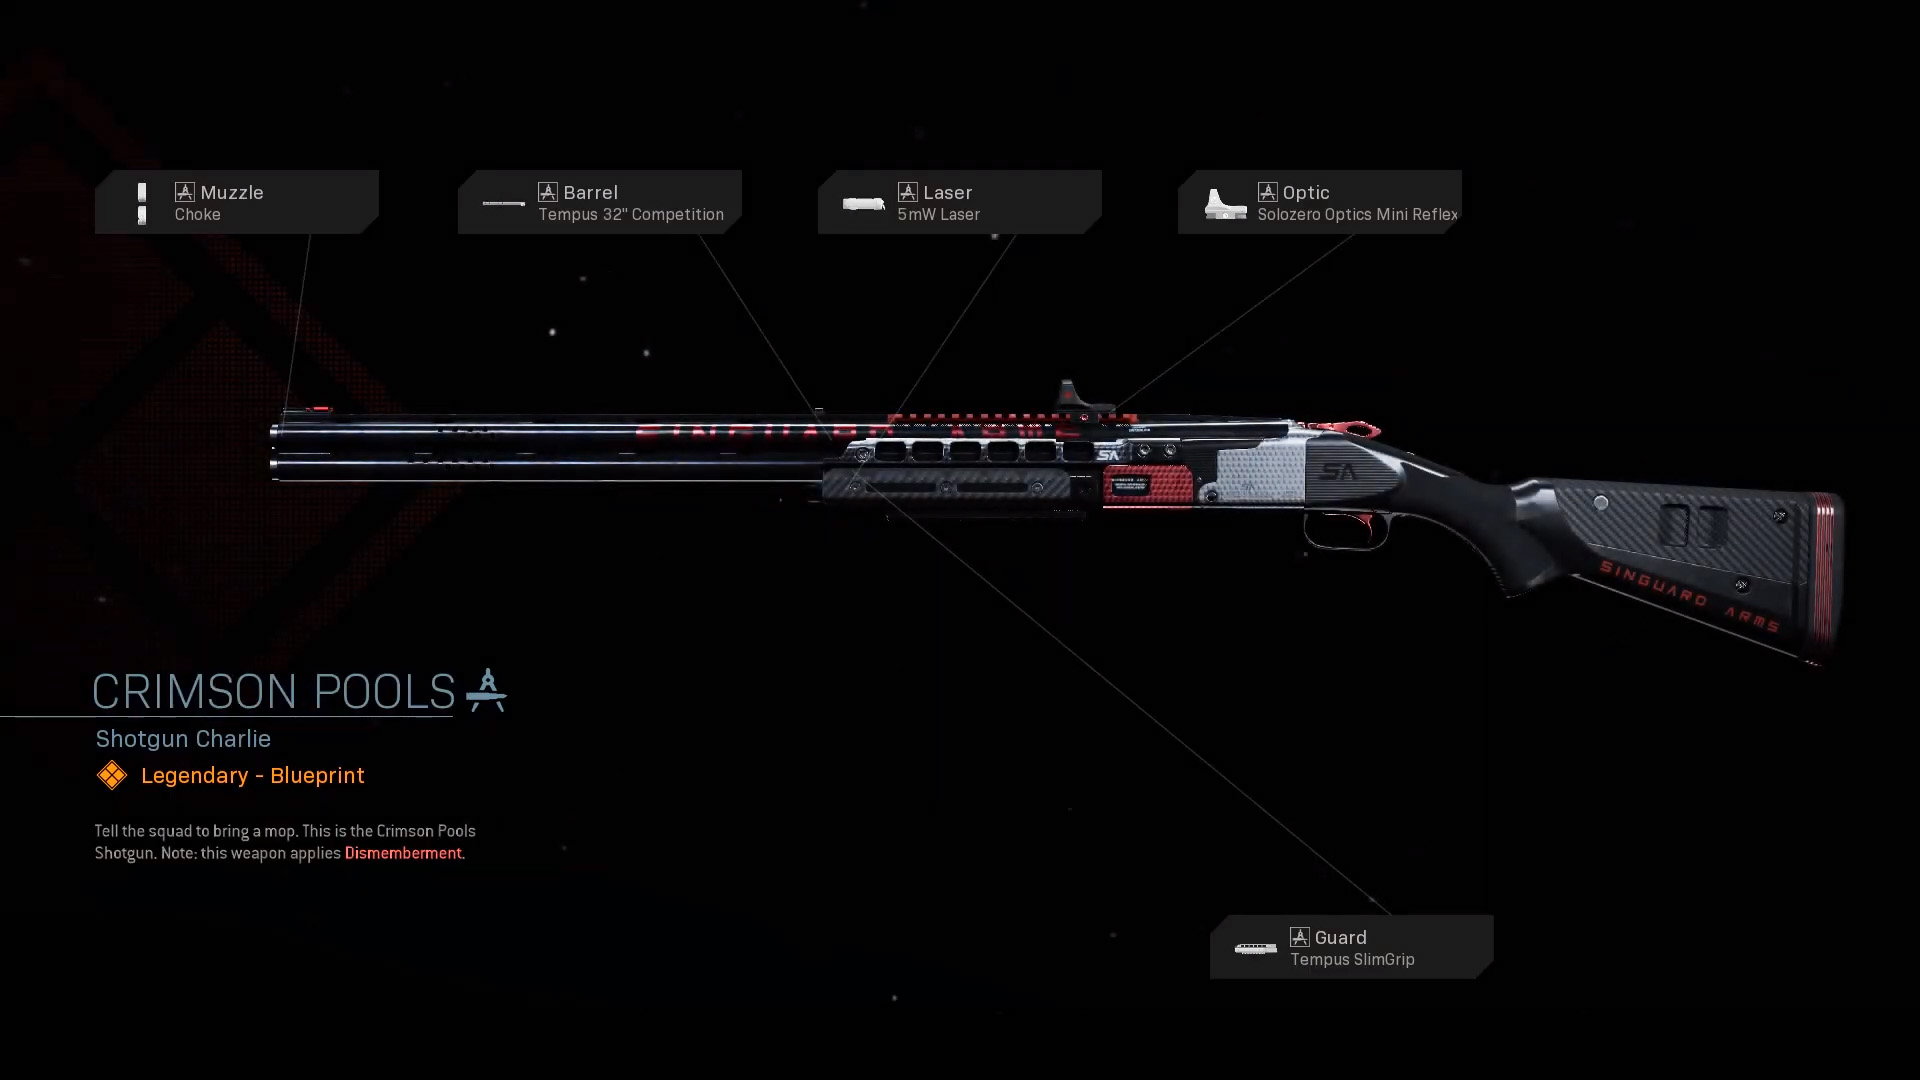 Muzzle
Choke
Barrel
Tempus 32" Competition
Laser
5mW Laser
Optic
Solozero Optics Mini Reflex
SA
SA
SINGUARD ARMS
CRIMSON POOLS
Shotgun Charlie
Legendary - Blueprint
Tell the squad to bring a mop. This is the Crimson Pools
Shotgun. Note: this weapon applies Dismemberment.
Guard
Tempus SlimGrip